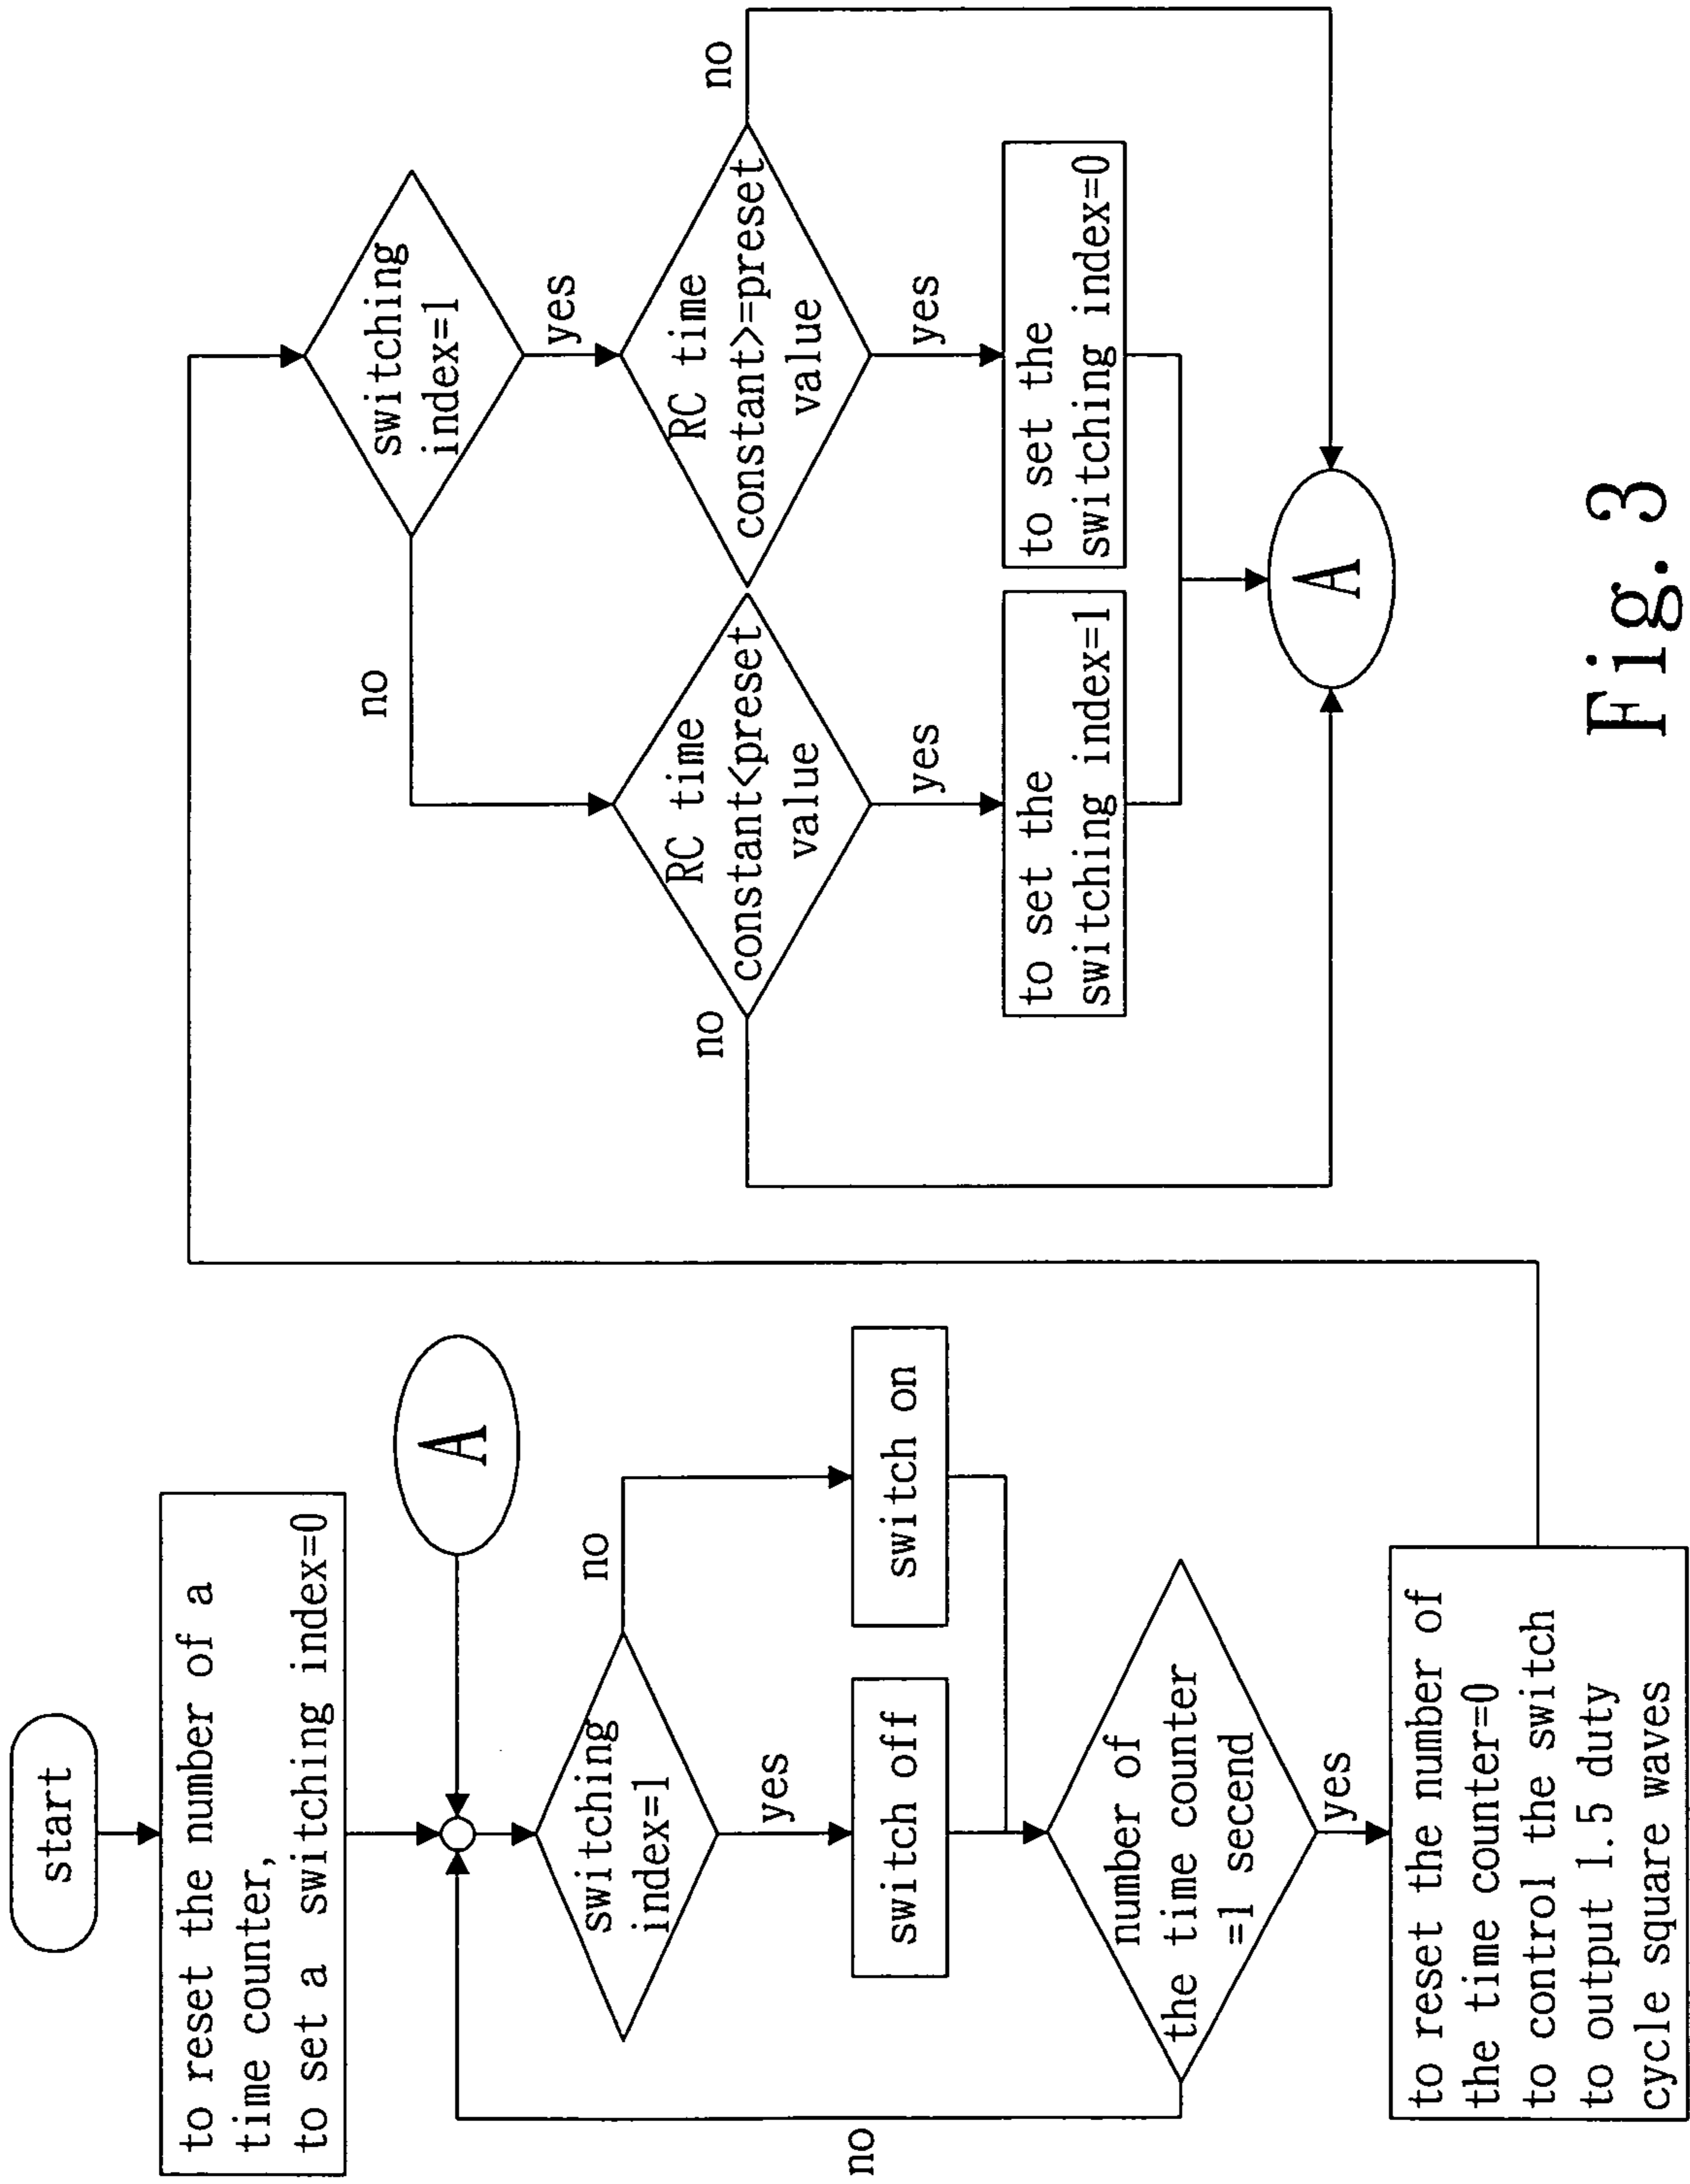 start
to reset the number of a
time counter,
to set a switching index=0
A
switching
index=1
no
yes
switch off
switch on
number of
the time counter
=1 secend
no
yes
to reset the number of
the time counter=0
to control the switch
to output 1.5 duty
cycle square waves
switching
index=1
no
yes
RC time
constant<preset
value
no
yes
RC time
constant>=preset
value
no
yes
to set the
switching index=1
to set the
switching index=0
A
Fig. 3